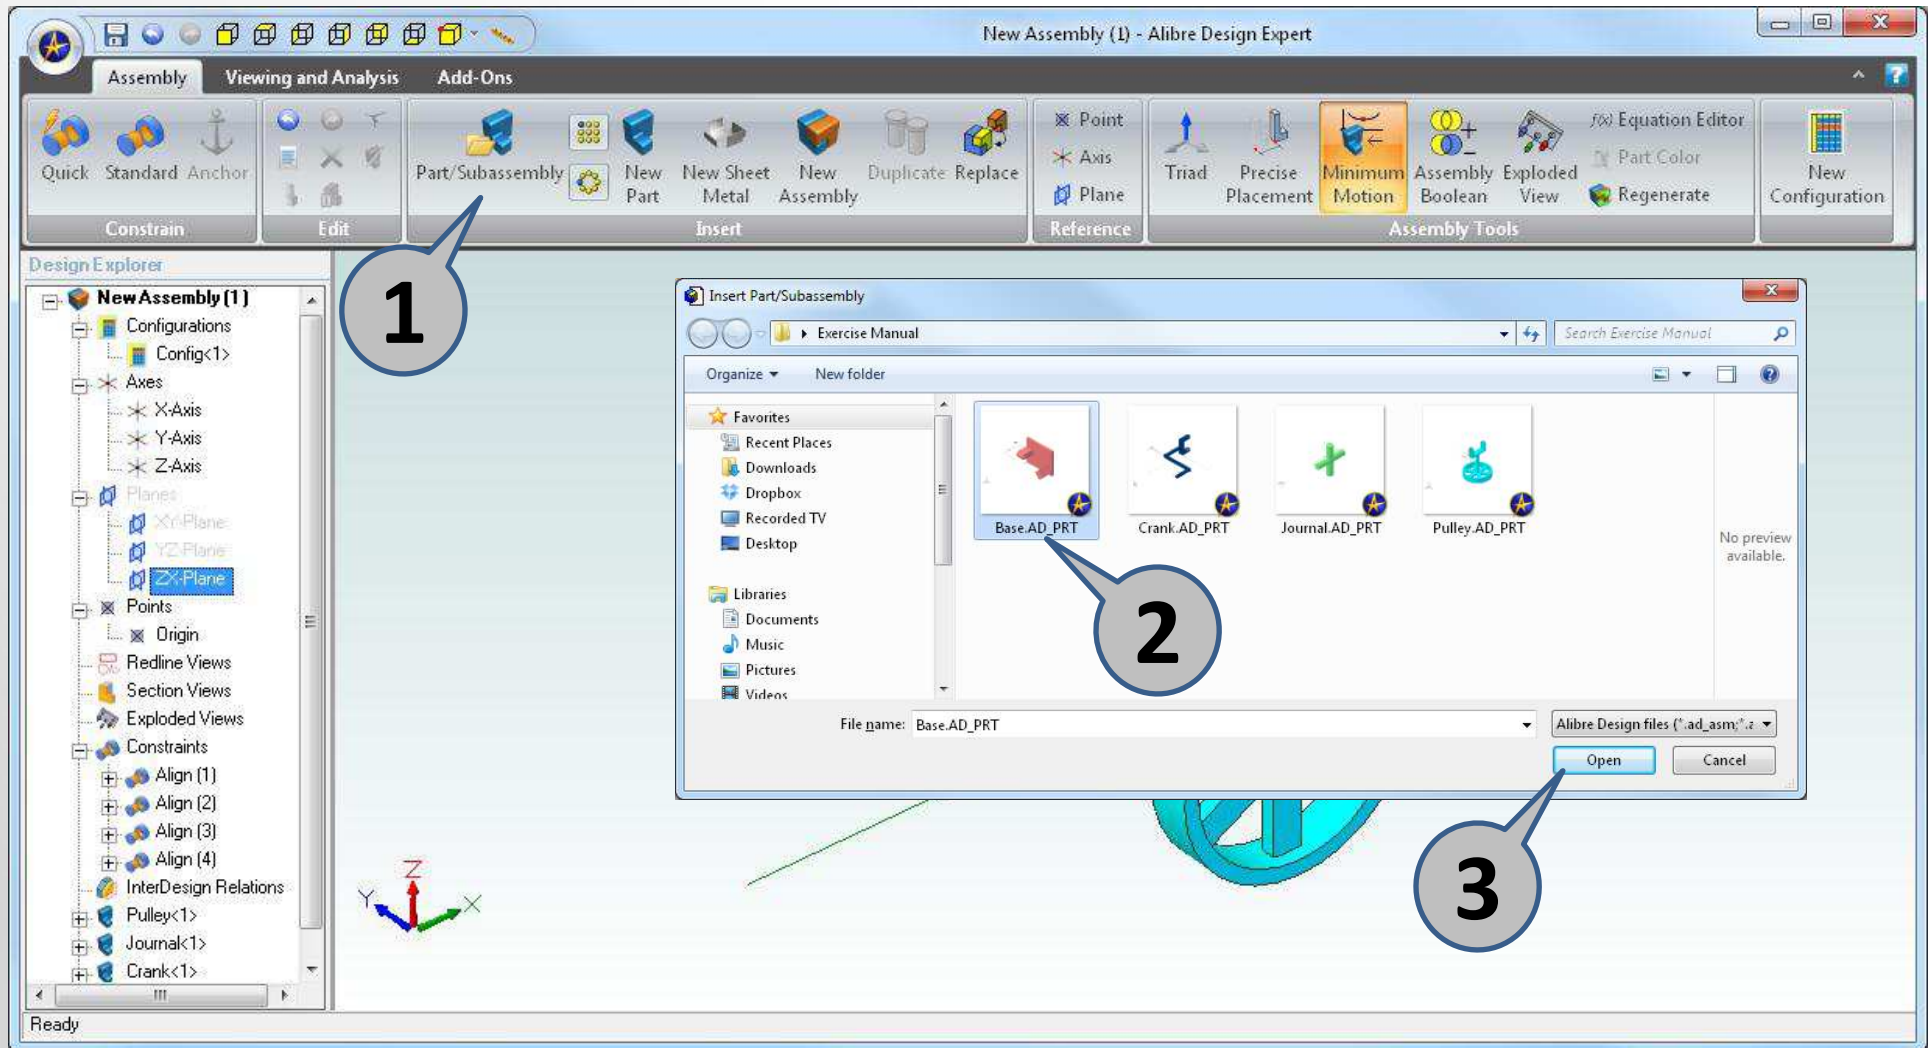 New Assembly (1) - Alibre Design Expert
Assembly Viewing and Analysis Add-Ons
Quick Standard Anchor
Constrain
Edit
Part/Subassembly
New Part
New Sheet Metal
New Assembly
Duplicate
Replace
Insert
Point
Axis
Plane
Reference
Triad
Precise Placement
Minimum Motion
Assembly Boolean
Exploded View
f(x) Equation Editor
Part Color
Regenerate
Assembly Tools
New Configuration
Design Explorer
New Assembly (1)
Configurations
Config<1>
Axes
X-Axis
Y-Axis
Z-Axis
Planes
XY-Plane
YZ-Plane
ZX-Plane
Points
Origin
Redline Views
Section Views
Exploded Views
Constraints
Align (1)
Align (2)
Align (3)
Align (4)
InterDesign Relations
Pulley<1>
Journal<1>
Crank<1>
Ready
1
Insert Part/Subassembly
Exercise Manual
Search Exercise Manual
Organize New folder
Favorites
Recent Places
Downloads
Dropbox
Recorded TV
Desktop
Libraries
Documents
Music
Pictures
Videos
Base.AD_PRT
Crank.AD_PRT
Journal.AD_PRT
Pulley.AD_PRT
No preview
available.
2
File name: Base.AD_PRT
Alibre Design files (*.ad_asm;*.a
Open Cancel
3
Z
Y
X